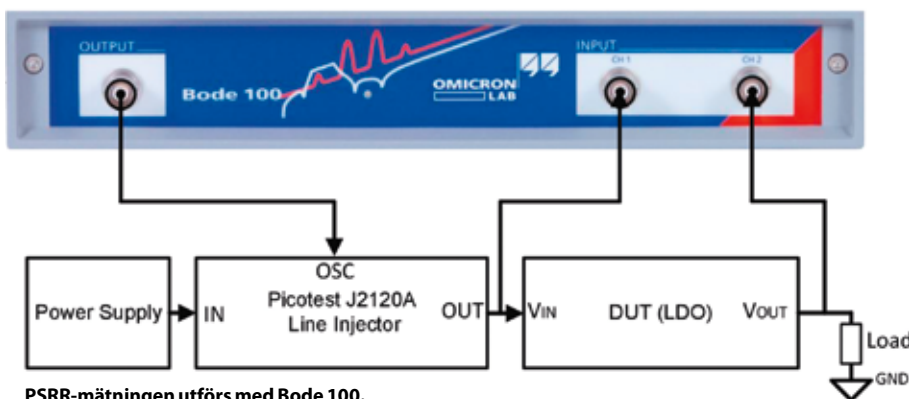 OUTPUT
INPUT
CH 1
CH 2
Bode 100
OMICRON
LAB
OSC
Power Supply
IN
Picotest J2120A
Line Injector
OUT
VIN
DUT (LDO)
VOUT
Load
GND
PSRR-mätningen utförs med Bode 100.